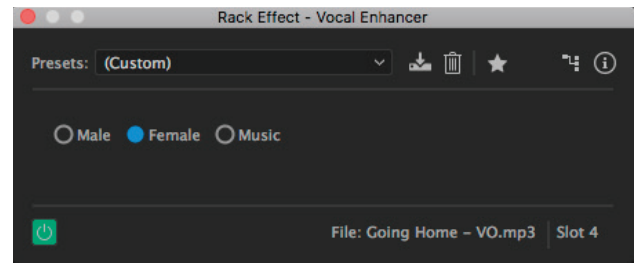 Rack Effect - Vocal Enhancer
Presets: (Custom)
Male Female Music
File: Going Home – VO.mp3 Slot 4